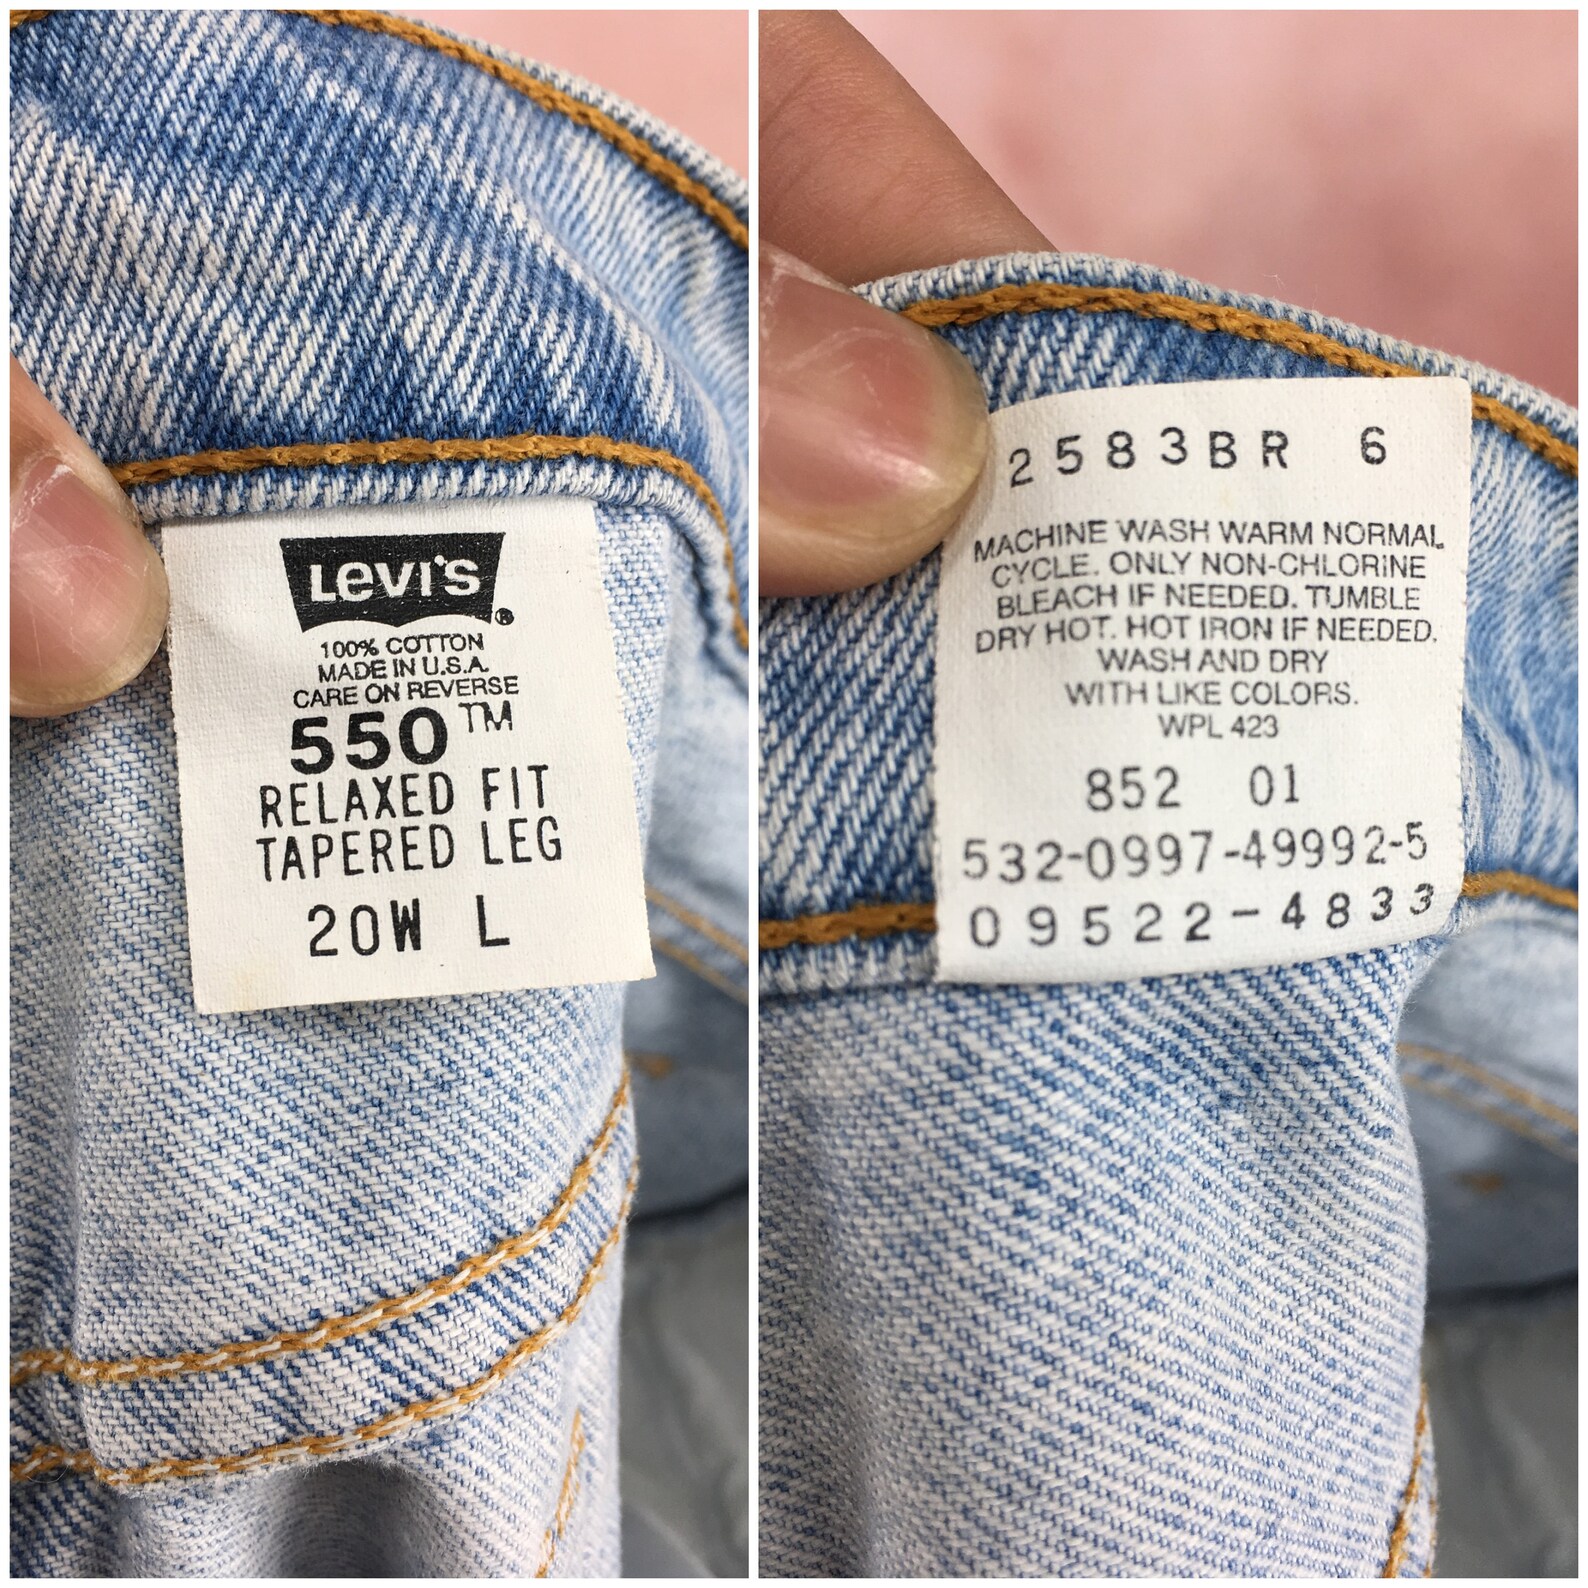 Levi's®
100% COTTON
MADE IN U.S.A.
CARE ON REVERSE
550™
RELAXED FIT
TAPERED LEG
20W L
2583BR 6
MACHINE WASH WARM NORMAL
CYCLE. ONLY NON-CHLORINE
BLEACH IF NEEDED. TUMBLE
DRY HOT. HOT IRON IF NEEDED.
WASH AND DRY
WITH LIKE COLORS.
WPL 423
852 01
532-0997-49992-5
09522-4833